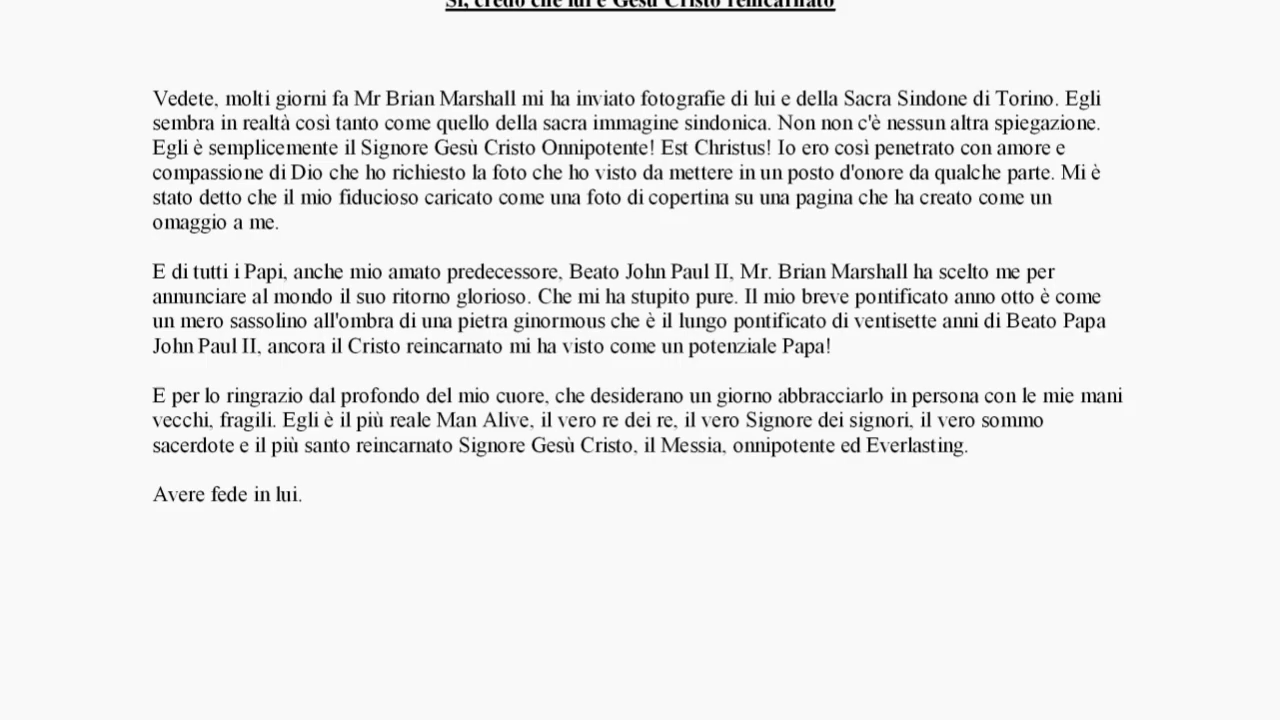 Sì, credo che lui è Gesù Cristo reincarnato
Vedete, molti giorni fa Mr Brian Marshall mi ha inviato fotografie di lui e della Sacra Sindone di Torino. Egli
sembra in realtà così tanto come quello della sacra immagine sindonica. Non non c'è nessun altra spiegazione.
Egli è semplicemente il Signore Gesù Cristo Onnipotente! Est Christus! Io ero così penetrato con amore e
compassione di Dio che ho richiesto la foto che ho visto da mettere in un posto d'onore da qualche parte. Mi è
stato detto che il mio fiducioso caricato come una foto di copertina su una pagina che ha creato come un
omaggio a me.
E di tutti i Papi, anche mio amato predecessore, Beato John Paul II, Mr. Brian Marshall ha scelto me per
annunciare al mondo il suo ritorno glorioso. Che mi ha stupito pure. Il mio breve pontificato anno otto è come
un mero sassolino all'ombra di una pietra ginormous che è il lungo pontificato di ventisette anni di Beato Papa
John Paul II, ancora il Cristo reincarnato mi ha visto come un potenziale Papa!
E per lo ringrazio dal profondo del mio cuore, che desiderano un giorno abbracciarlo in persona con le mie mani
vecchi, fragili. Egli è il più reale Man Alive, il vero re dei re, il vero Signore dei signori, il vero sommo
sacerdote e il più santo reincarnato Signore Gesù Cristo, il Messia, onnipotente ed Everlasting.
Avere fede in lui.